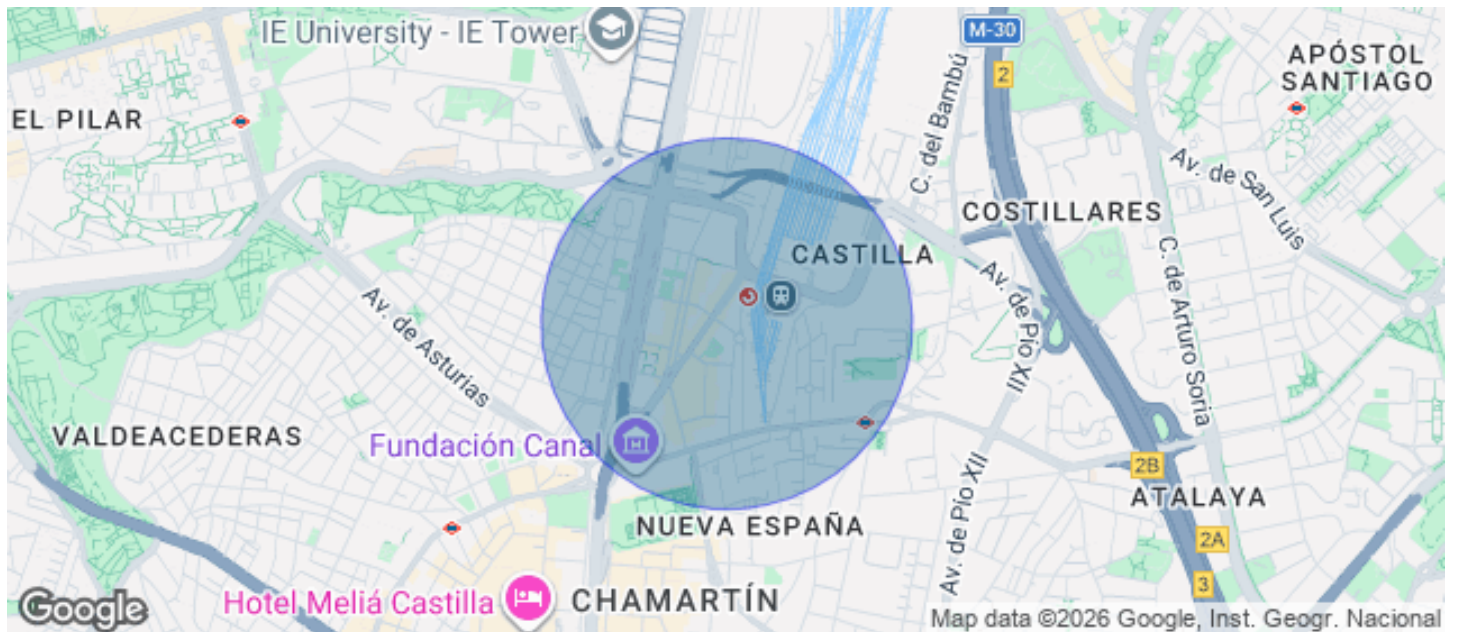 IE University - IE Tower
M-30
2
APÓSTOL
SANTIAGO
EL PILAR
C. del Bambú
Av. de San Luis
COSTILLARES
CASTILLA
C. de Arturo Soria
Av. de Pío XII
Av. de Asturias
VALDEACEDERAS
Fundación Canal
2B
ATALAYA
NUEVA ESPAÑA
Av. de Pío XII
2A
3
Hotel Meliá Castilla
CHAMARTÍN
Google
Map data ©2026 Google, Inst. Geogr. Nacional